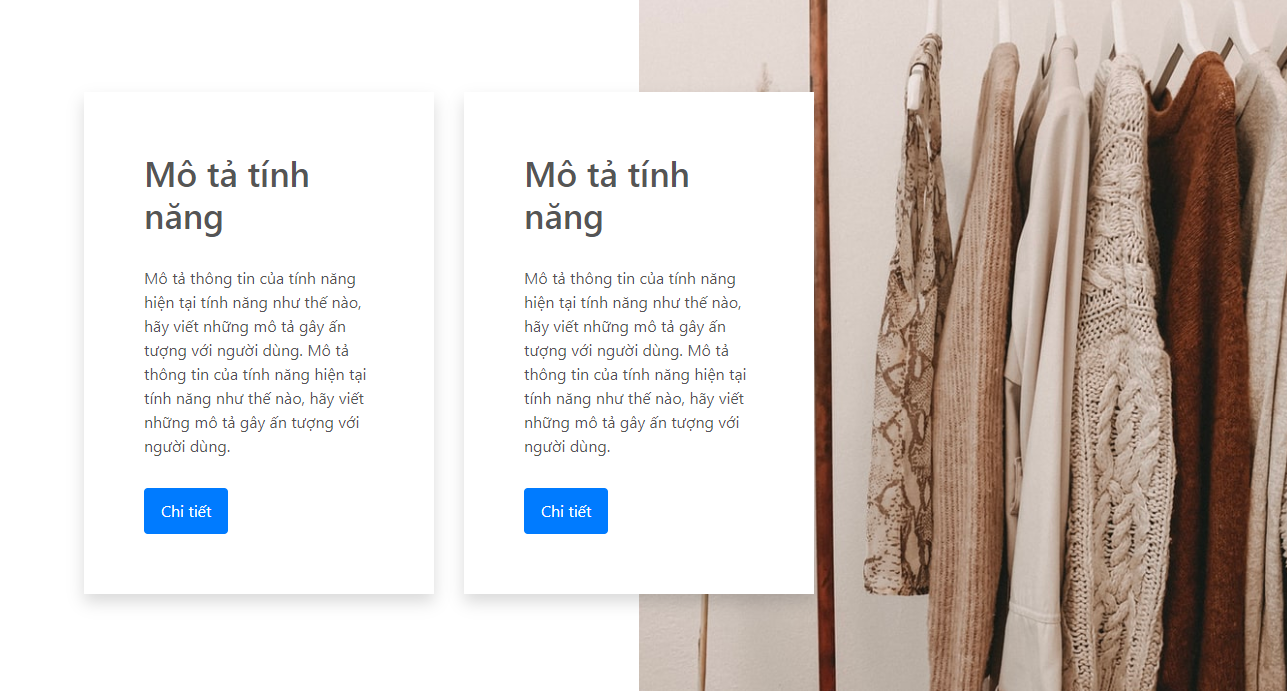 Mô tả tính
năng
Mô tả thông tin của tính năng
hiện tại tính năng như thế nào,
hãy viết những mô tả gây ấn
tượng với người dùng. Mô tả
thông tin của tính năng hiện tại
tính năng như thế nào, hãy viết
những mô tả gây ấn tượng với
người dùng.
Chi tiết
Mô tả tính
năng
Mô tả thông tin của tính năng
hiện tại tính năng như thế nào,
hãy viết những mô tả gây ấn
tượng với người dùng. Mô tả
thông tin của tính năng hiện tại
tính năng như thế nào, hãy viết
những mô tả gây ấn tượng với
người dùng.
Chi tiết